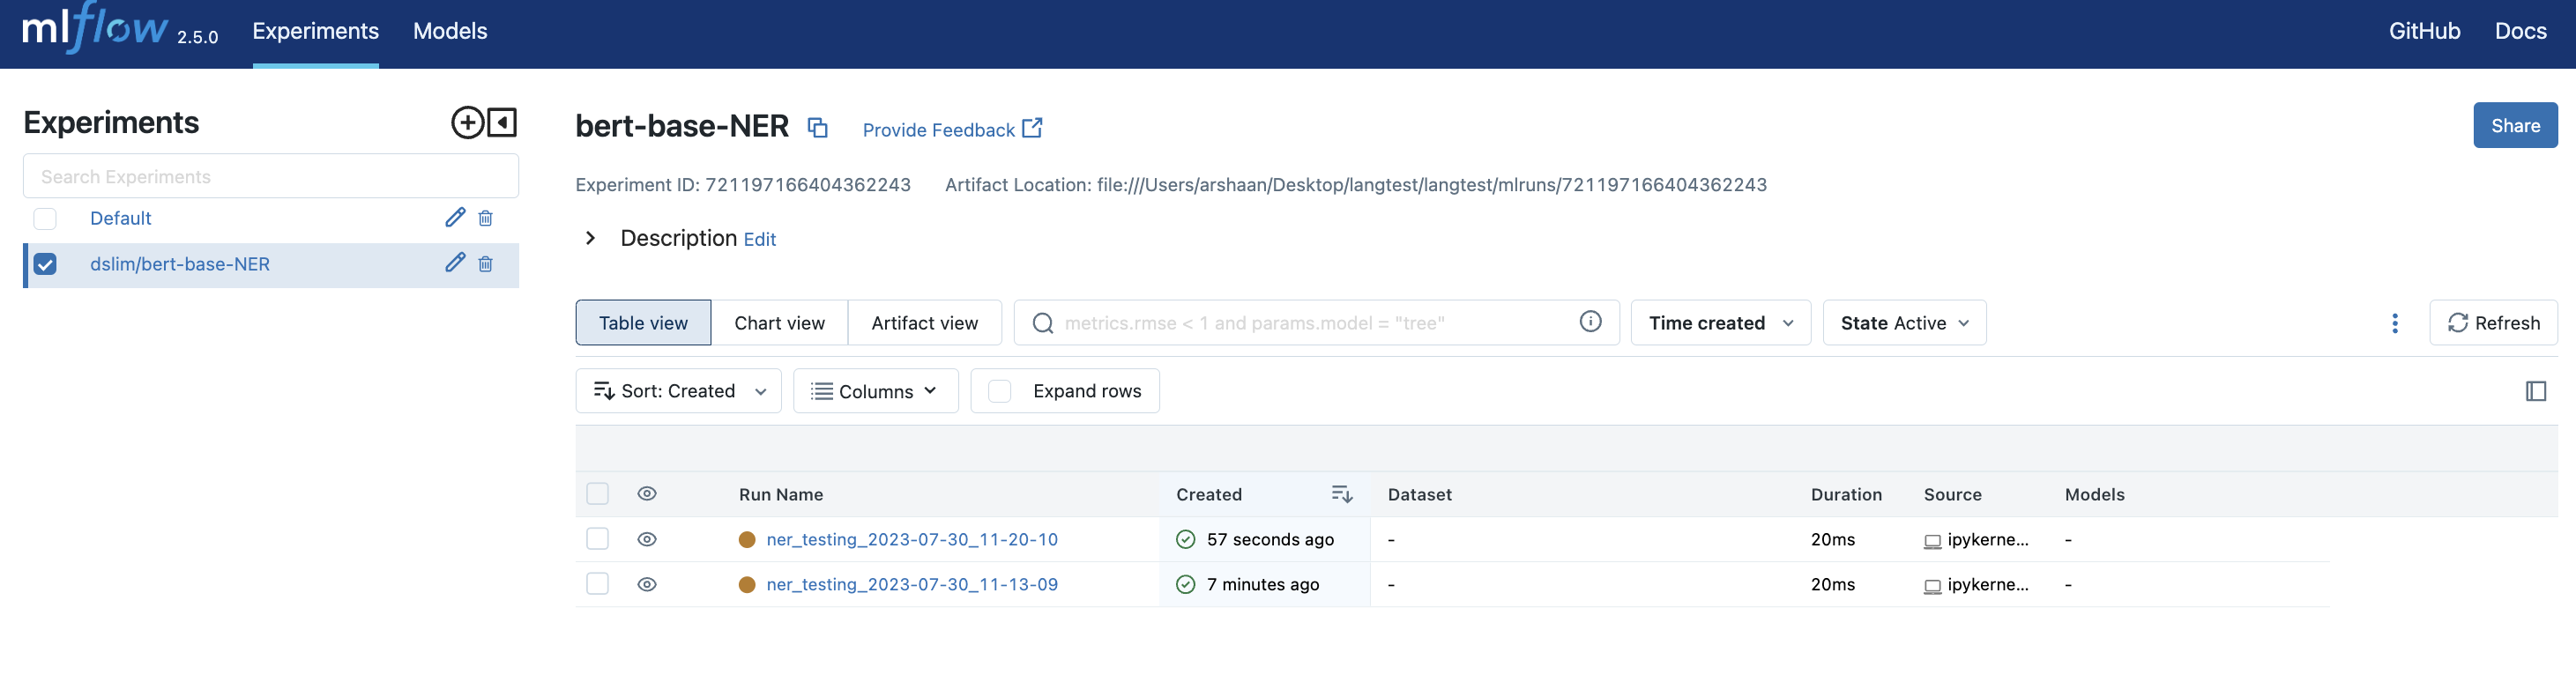 mlflow 2.5.0 Experiments Models GitHub Docs
Experiments
Search Experiments
Default
dslim/bert-base-NER
bert-base-NER Provide Feedback Share
Experiment ID: 721197166404362243 Artifact Location: file:///Users/arshaan/Desktop/langtest/langtest/mlruns/721197166404362243
Description Edit
Table view Chart view Artifact view metrics.rmse < 1 and params.model = "tree" Time created State Active Refresh
Sort: Created Columns Expand rows
Run Name Created Dataset Duration Source Models
ner_testing_2023-07-30_11-20-10 57 seconds ago - 20ms ipykerne... -
ner_testing_2023-07-30_11-13-09 7 minutes ago - 20ms ipykerne... -